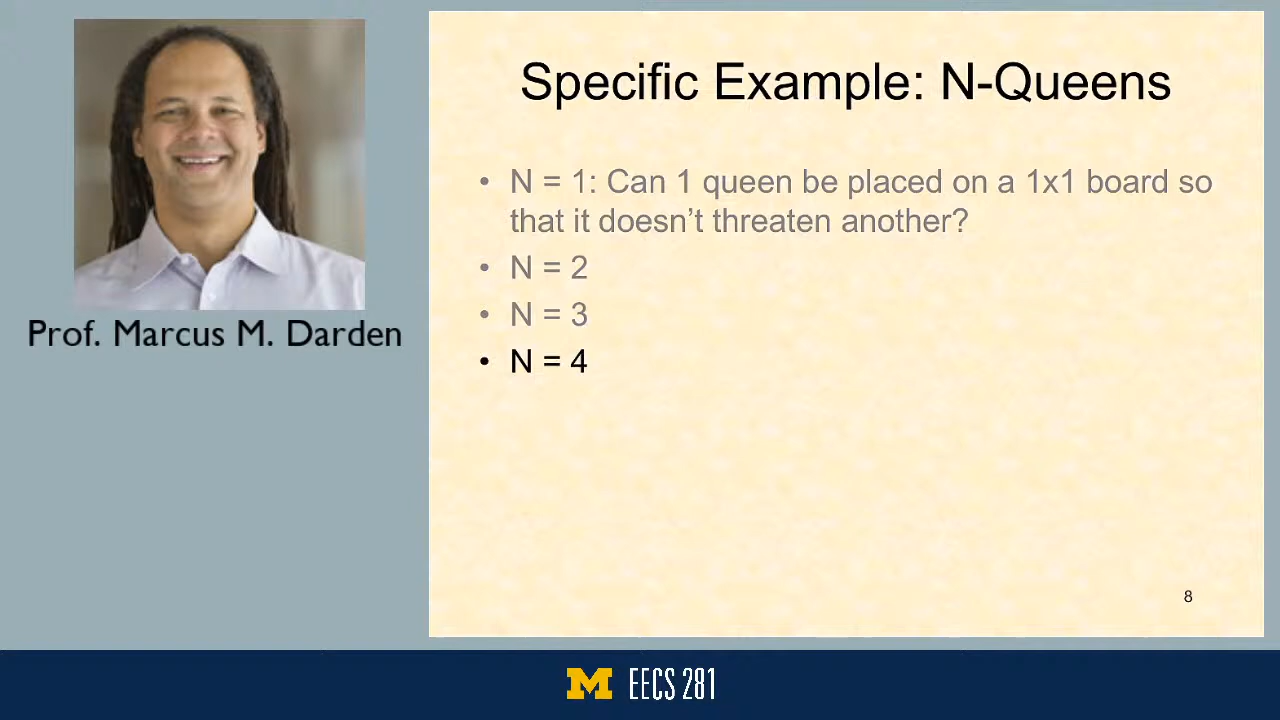 Specific Example: N-Queens
• N = 1: Can 1 queen be placed on a 1x1 board so
that it doesn’t threaten another?
• N = 2
• N = 3
• N = 4
Prof. Marcus M. Darden
8
M EECS 281